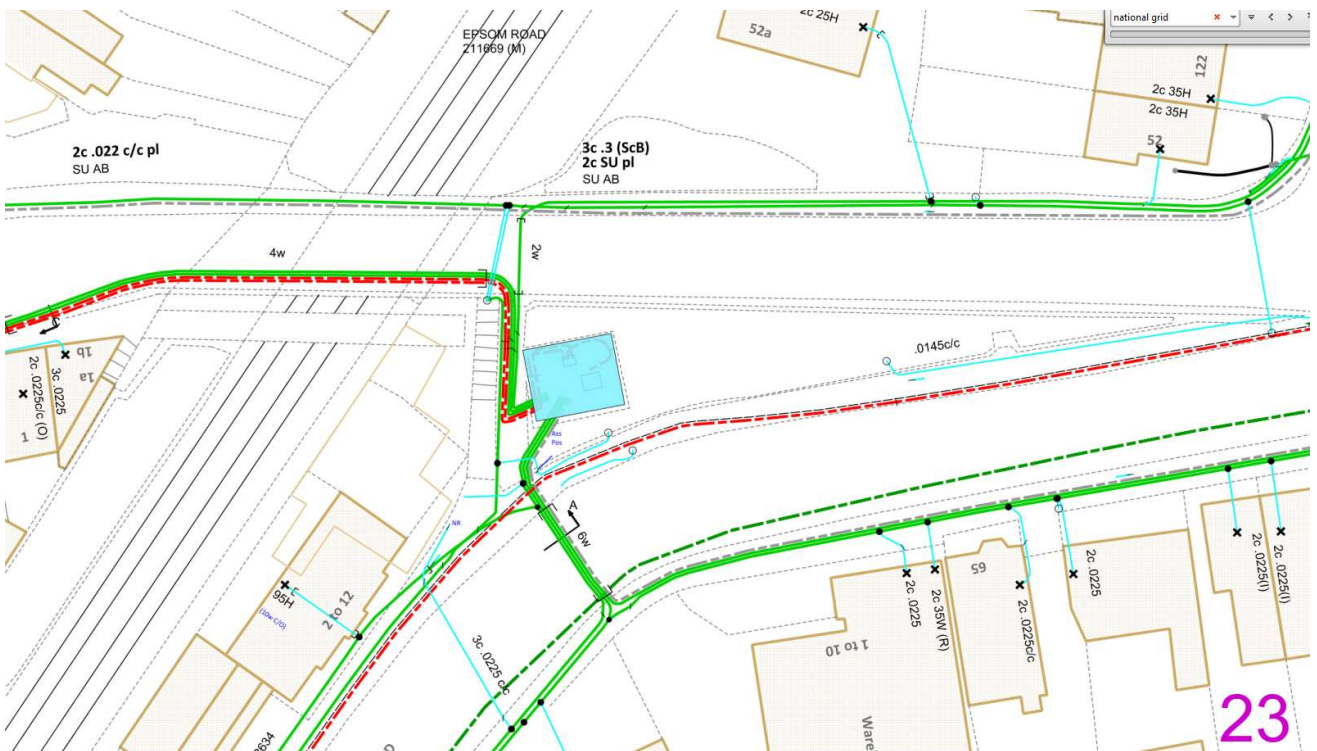 national grid
2c 25H
52a
EPSOM ROAD
211669 (M)
122
2c 35H
2c 35H
52
2c .022 c/c pl
SU AB
3c .3 (ScB)
2c SU pl
SU AB
4w
2w
1b
1a
3c .0225
2c .0225c/c (O)
1
.0145c/c
Ass
Pos
NR
A
6w
95H
(10w C/O)
2 to 12
3c .0225 c/c
2c .0225
2c 35W (R)
65
2c .0225c/c
2c .0225
2c .0225(I)
2c .0225(I)
1 to 10
Ware
23